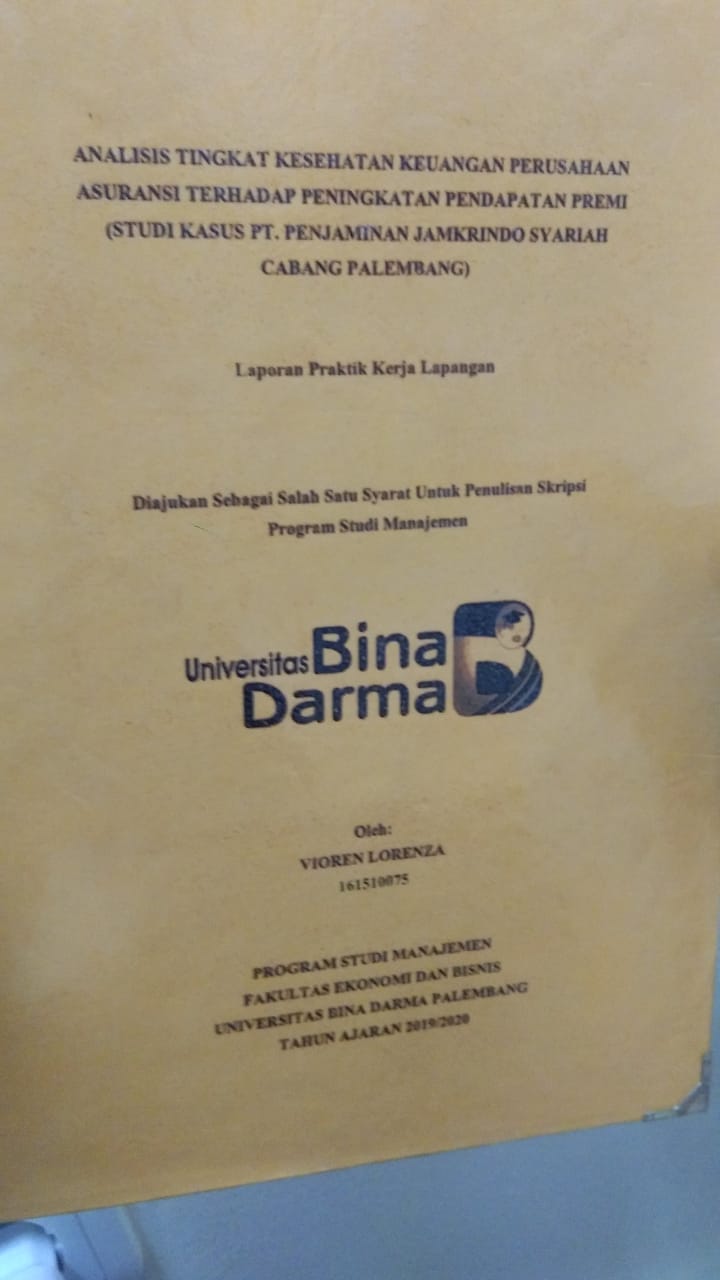 ANALISIS TINGKAT KESEHATAN KEUANGAN PERUSAHAAN
ASURANSI TERHADAP PENINGKATAN PENDAPATAN PREMI
(STUDI KASUS PT. PENJAMINAN JAMKRINDO SYARIAH
CABANG PALEMBANG)
Laporan Praktik Kerja Lapangan
Diajukan Sebagai Salah Satu Syarat Untuk Penulisan Skripsi
Program Studi Manajemen
Universitas Bina
Darma
Oleh:
VIOREN LORENZA
161510075
PROGRAM STUDI MANAJEMEN
FAKULTAS EKONOMI DAN BISNIS
UNIVERSITAS BINA DARMA PALEMBANG
TAHUN AJARAN 2019/2020